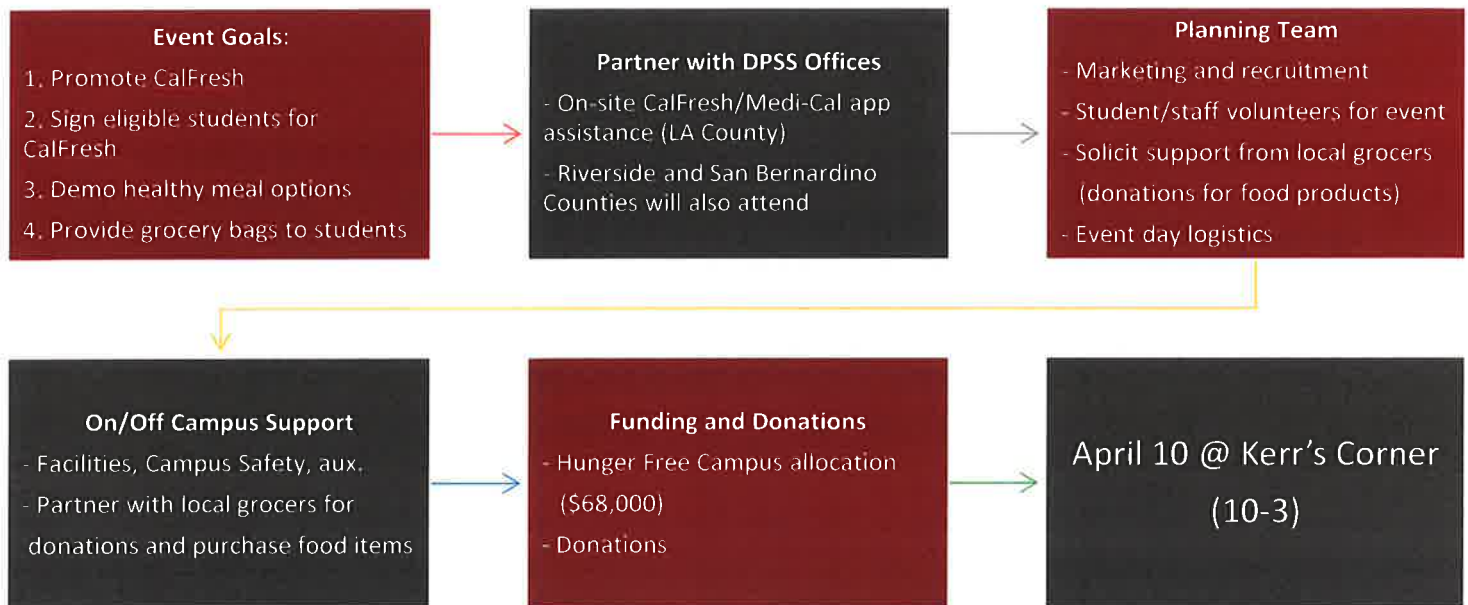 Event Goals:
1. Promote CalFresh
2. Sign eligible students for
CalFresh
3. Demo healthy meal options
4. Provide grocery bags to students
Partner with DPSS Offices
- On-site CalFresh/Medi-Cal app
assistance (LA County)
- Riverside and San Bernardino
Counties will also attend
Planning Team
- Marketing and recruitment
- Student/staff volunteers for event
- Solicit support from local grocers
(donations for food products)
- Event day logistics
On/Off Campus Support
- Facilities, Campus Safety, aux.
- Partner with local grocers for
donations and purchase food items
Funding and Donations
- Hunger Free Campus allocation
($68,000)
- Donations
April 10 @ Kerr's Corner
(10-3)